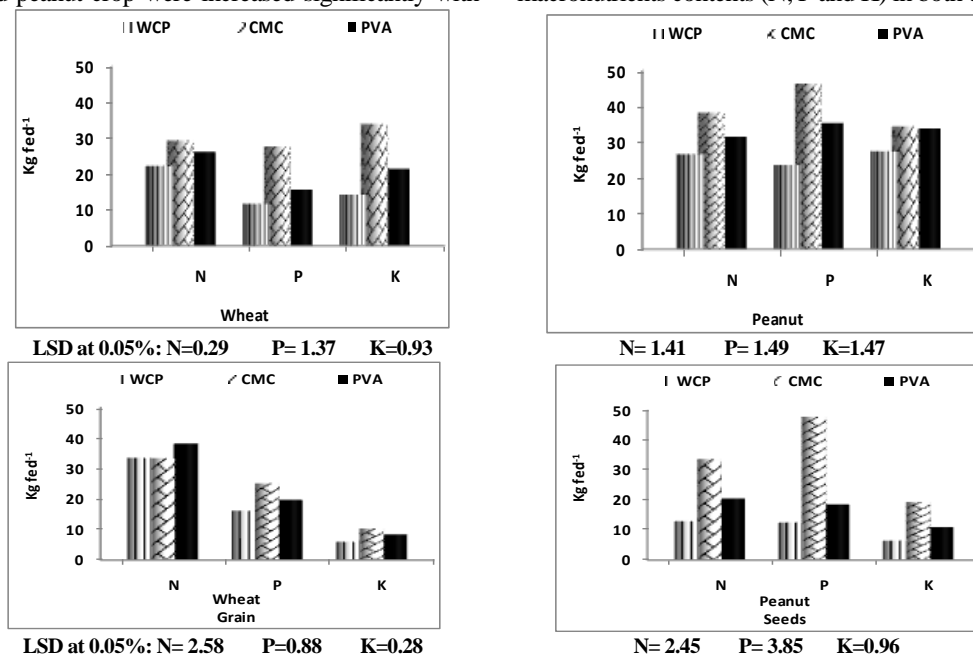 peanut crop were increased significantly with
macronutrients contents (N, P and K) in both
WCP CMC PVA
50
40
30
20
10
0
Kg fed-1
N P K
Wheat
LSD at 0.05%: N=0.29 P= 1.37 K=0.93
WCP CMC PVA
50
40
30
20
10
0
Kg fed-1
N P K
Peanut
N= 1.41 P= 1.49 K=1.47
WCP CMC PVA
50
40
30
20
10
0
Kg fed-1
N P K
Wheat
Grain
LSD at 0.05%: N= 2.58 P=0.88 K=0.28
WCP CMC PVA
50
40
30
20
10
0
Kg fed-1
N P K
Peanut
Seeds
N= 2.45 P= 3.85 K=0.96